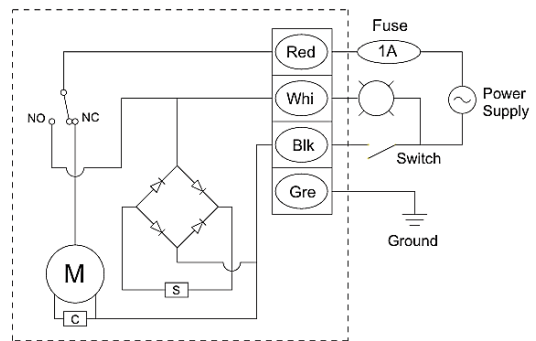 Fuse
Red
1A
Whi
Power
Supply
NO
NC
Blk
Switch
Gre
Ground
M
S
C